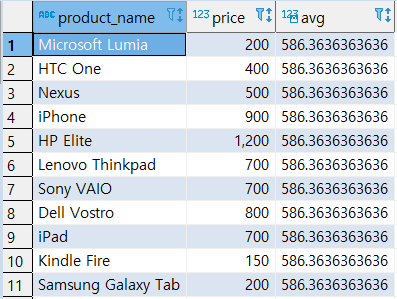 ABC product_name 123 price 123 avg
1 Microsoft Lumia 200 586.3636363636
2 HTC One 400 586.3636363636
3 Nexus 500 586.3636363636
4 iPhone 900 586.3636363636
5 HP Elite 1,200 586.3636363636
6 Lenovo Thinkpad 700 586.3636363636
7 Sony VAIO 700 586.3636363636
8 Dell Vostro 800 586.3636363636
9 iPad 700 586.3636363636
10 Kindle Fire 150 586.3636363636
11 Samsung Galaxy Tab 200 586.3636363636